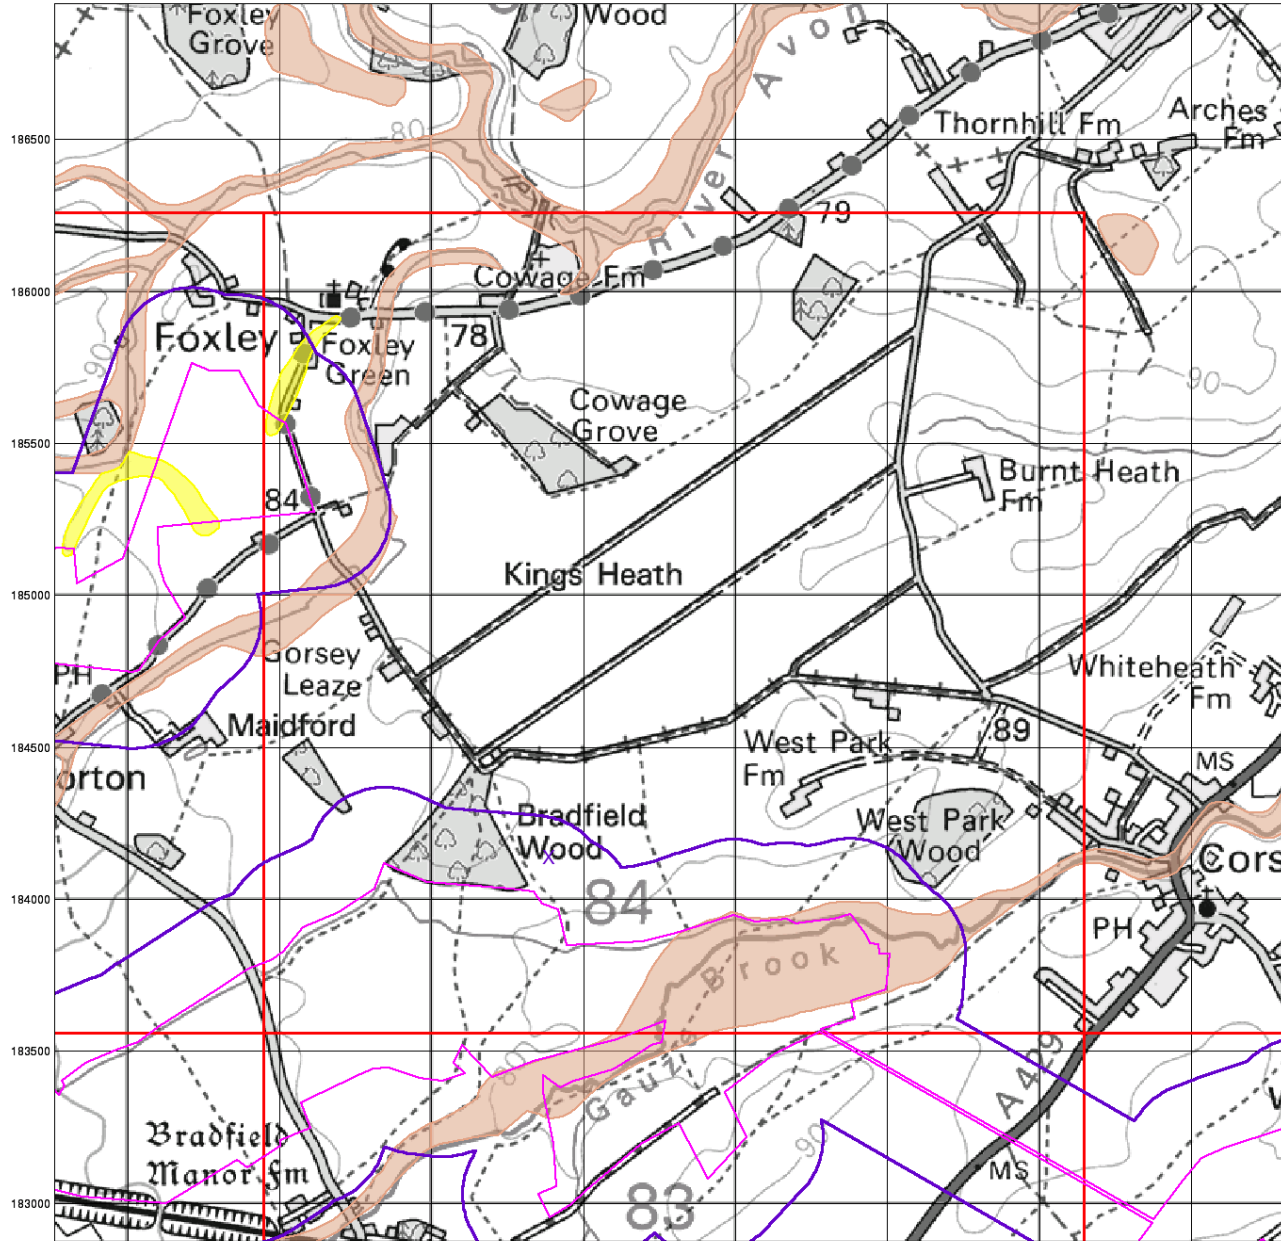 Foxley
Grove
Wood
80
186500
River Avon
Thornhill Fm
Arches
Fm
79
186000
Cowage Fm
Foxley
78
Foxley
Green
90
90
Cowage
Grove
185500
84
Burnt Heath
Fm
Kings Heath
185000
PH
Gorsey
Leaze
Whiteheath
Fm
Maidford
184500
orton
West Park
Fm
89
MS
Bradfield
Wood
West Park
Wood
Cors
184000
84
PH
Gauze Brook
183500
80
A 429
90
Bradfield
Manor Fm
MS
183000
83